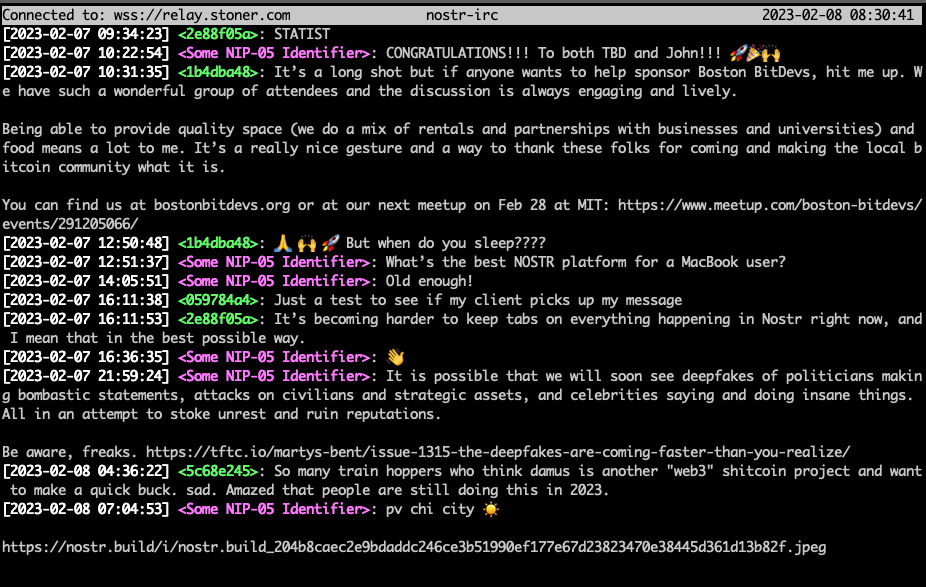 Connected to: wss://relay.stoner.com nostr-irc 2023-02-08 08:30:41
[2023-02-07 09:34:23] <2e88f05a>: STATIST
[2023-02-07 10:22:54] <Some NIP-05 Identifier>: CONGRATULATIONS!!! To both TBD and John!!! 🚀🎉🙌
[2023-02-07 10:31:35] <1b4dba48>: It's a long shot but if anyone wants to help sponsor Boston BitDevs, hit me up. W
e have such a wonderful group of attendees and the discussion is always engaging and lively.
Being able to provide quality space (we do a mix of rentals and partnerships with businesses and universities) and
food means a lot to me. It's a really nice gesture and a way to thank these folks for coming and making the local b
itcoin community what it is.
You can find us at bostonbitdevs.org or at our next meetup on Feb 28 at MIT: https://www.meetup.com/boston-bitdevs/
events/291205066/
[2023-02-07 12:50:48] <1b4dba48>: 🙏 🙌 🚀 But when do you sleep????
[2023-02-07 12:51:37] <Some NIP-05 Identifier>: What's the best NOSTR platform for a MacBook user?
[2023-02-07 14:05:51] <Some NIP-05 Identifier>: Old enough!
[2023-02-07 16:11:38] <059784a4>: Just a test to see if my client picks up my message
[2023-02-07 16:11:53] <2e88f05a>: It's becoming harder to keep tabs on everything happening in Nostr right now, and
I mean that in the best possible way.
[2023-02-07 16:36:35] <Some NIP-05 Identifier>: 👋
[2023-02-07 21:59:24] <Some NIP-05 Identifier>: It is possible that we will soon see deepfakes of politicians makin
g bombastic statements, attacks on civilians and strategic assets, and celebrities saying and doing insane things.
All in an attempt to stoke unrest and ruin reputations.
Be aware, freaks. https://tftc.io/martys-bent/issue-1315-the-deepfakes-are-coming-faster-than-you-realize/
[2023-02-08 04:36:22] <5c68e245>: So many train hoppers who think damus is another "web3" shitcoin project and want
to make a quick buck. sad. Amazed that people are still doing this in 2023.
[2023-02-08 07:04:53] <Some NIP-05 Identifier>: pv chi city ☀️
https://nostr.build/i/nostr.build_204b8caec2e9bdaddc246ce3b51990ef177e67d23823470e38445d361d13b82f.jpeg